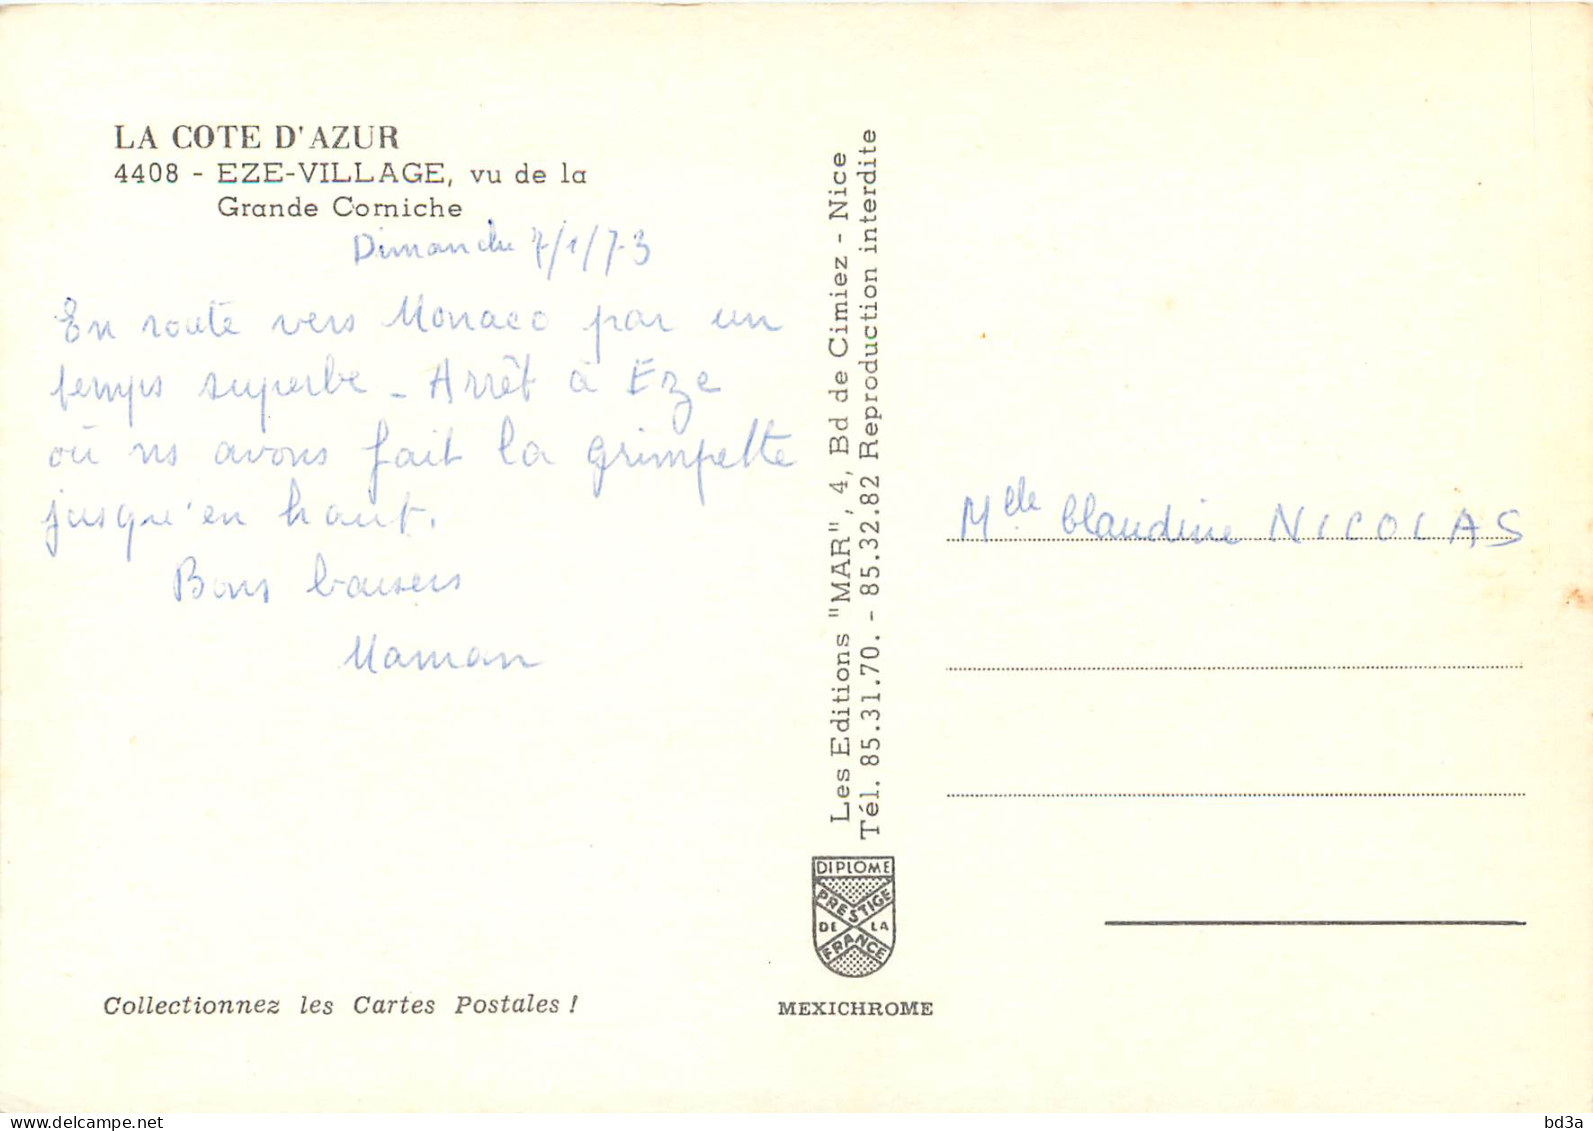 LA COTE D'AZUR
4408 - EZE-VILLAGE, vu de la
Grande Corniche
Dimanche 7/1/73
En route vers Monaco par un
temps superbe - Arrêt à Eze
où ns avons fait la grimpette
jusqu'en haut.
Bons baisers
Maman
Collectionnez les Cartes Postales !
Les Editions "MAR", 4, Bd de Cimiez - Nice
Tél. 85.31.70. - 85.32.82 Reproduction interdite
DIPLOME
PRESTIGE
DE LA
FRANCE
MEXICHROME
Melle Claudine NICOLAS
delcampe.net
bd3a